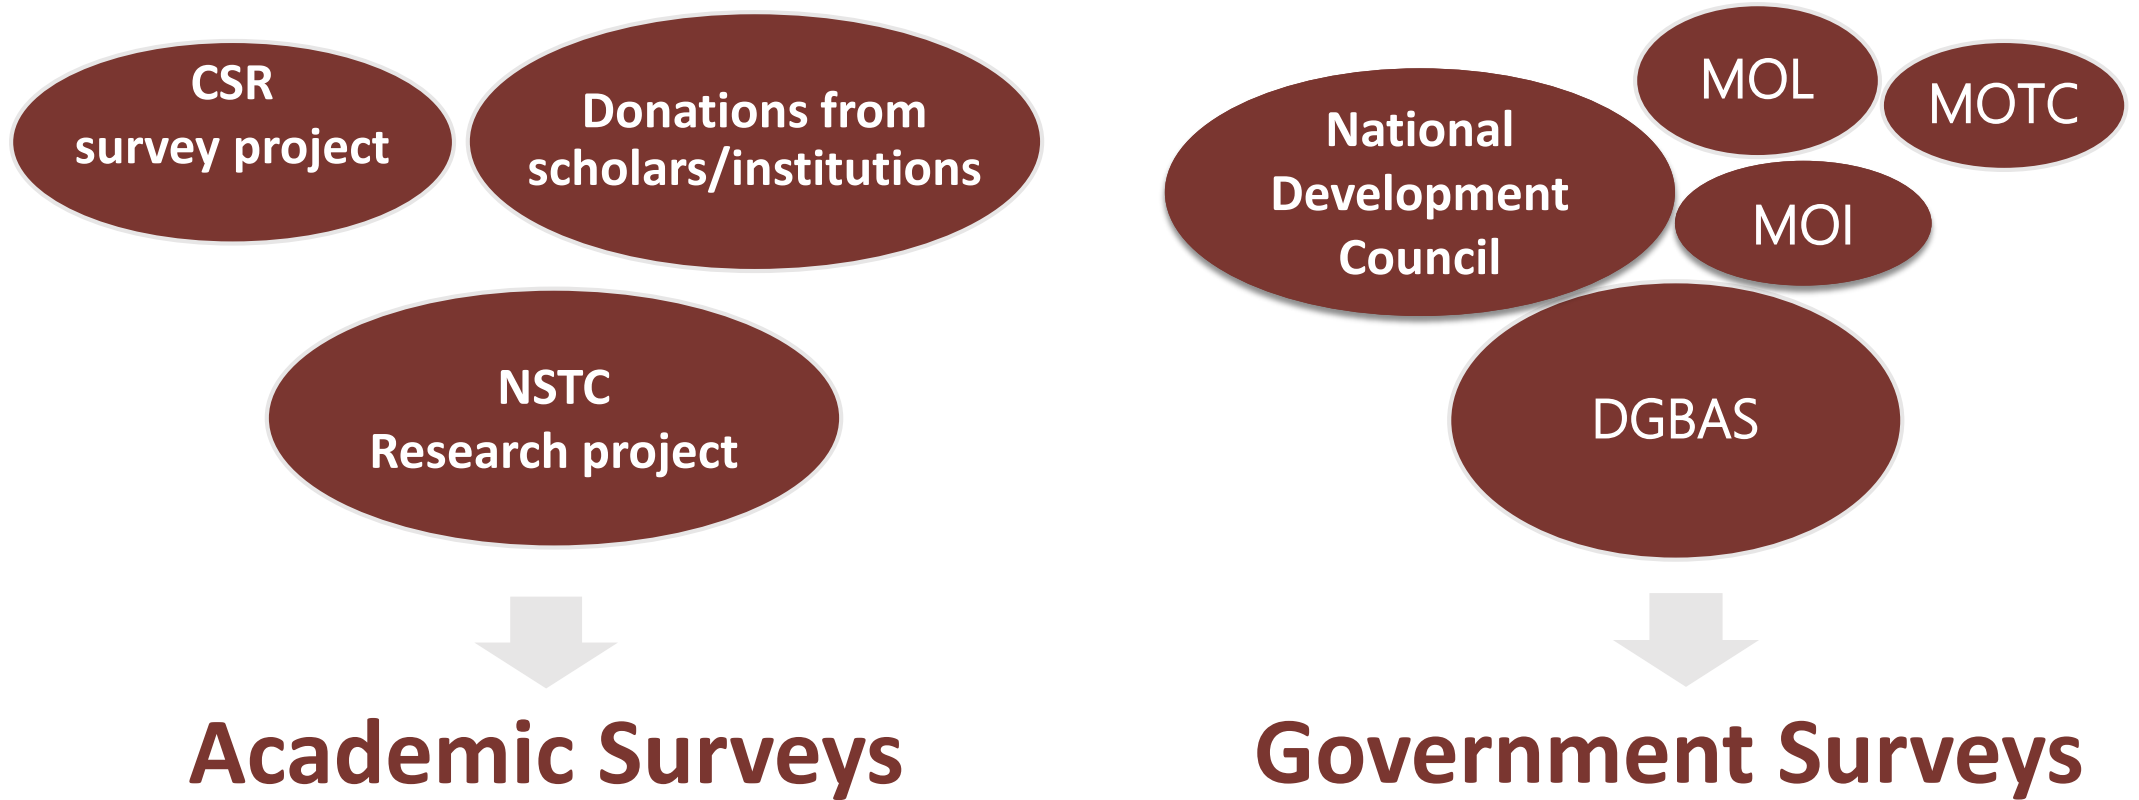 CSR
survey project
Donations from
scholars/institutions
NSTC
Research project
Academic Surveys
National
Development
Council
MOL
MOTC
MOI
DGBAS
Government Surveys